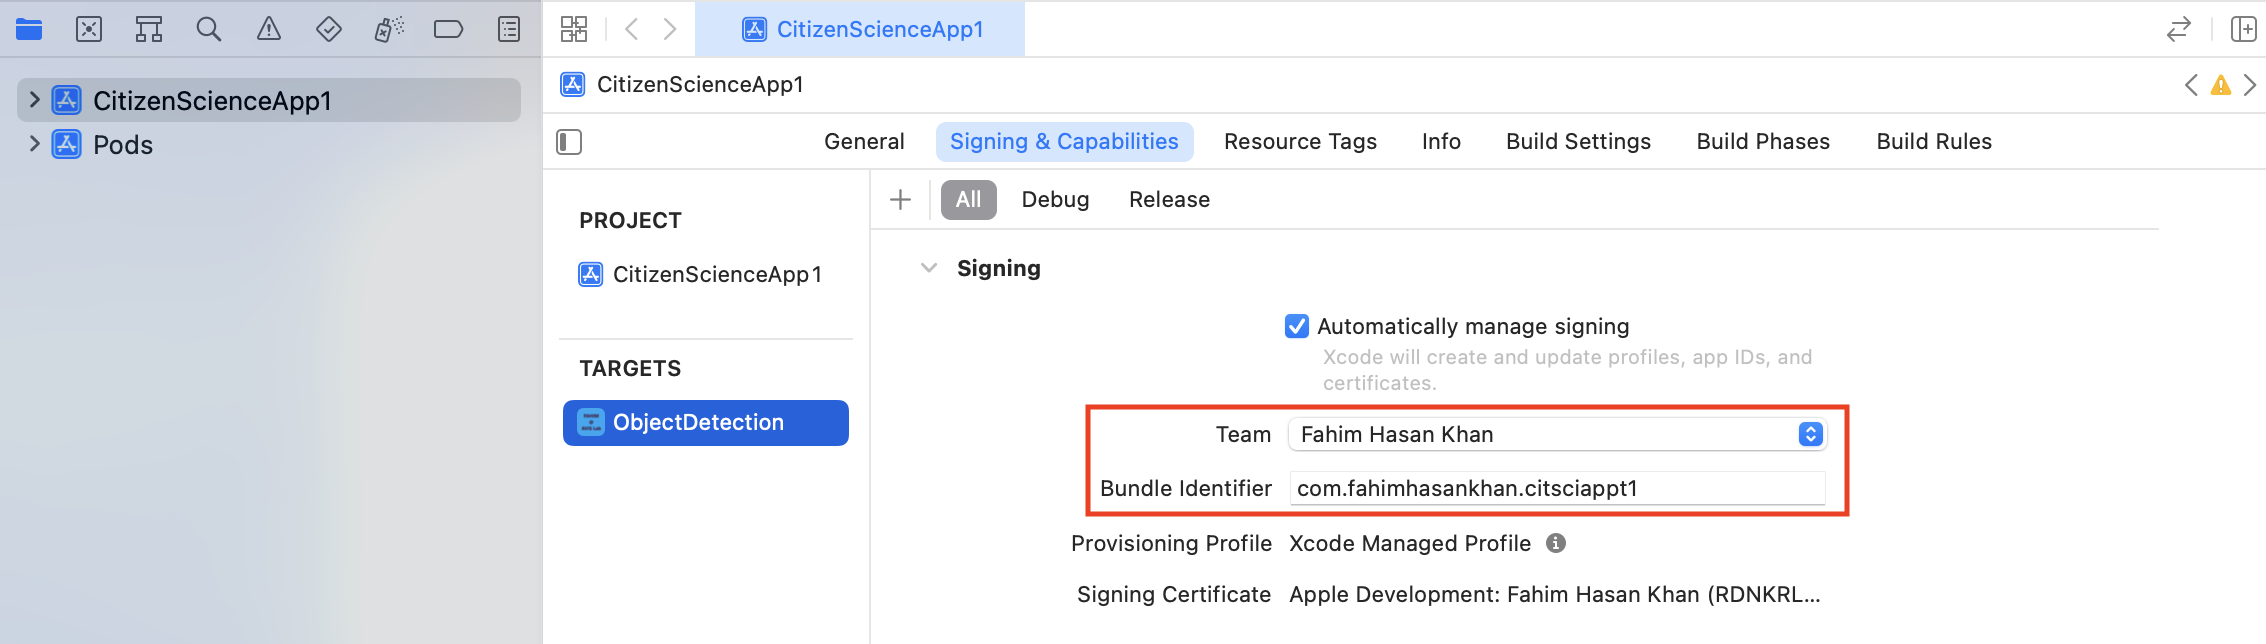 CitizenScienceApp1
CitizenScienceApp1
Pods
CitizenScienceApp1
General Signing & Capabilities Resource Tags Info Build Settings Build Phases Build Rules
PROJECT
CitizenScienceApp1
TARGETS
ObjectDetection
All Debug Release
Signing
Automatically manage signing
Xcode will create and update profiles, app IDs, and
certificates.
Team Fahim Hasan Khan
Bundle Identifier com.fahimhasankhan.citsciappt1
Provisioning Profile Xcode Managed Profile
Signing Certificate Apple Development: Fahim Hasan Khan (RDNKRL...